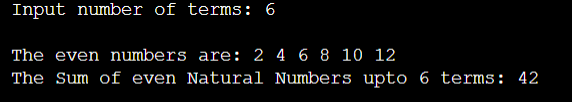 Input number of terms: 6
The even numbers are: 2 4 6 8 10 12
The Sum of even Natural Numbers upto 6 terms: 42